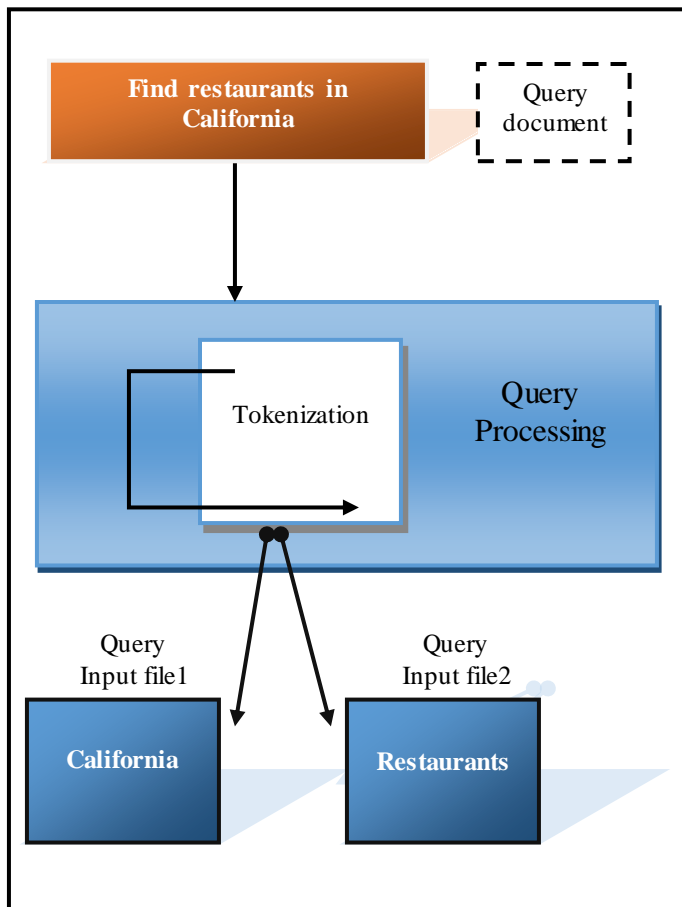 Find restaurants in
California
Query
document
Tokenization
Query
Processing
Query
Input file1
Query
Input file2
California
Restaurants